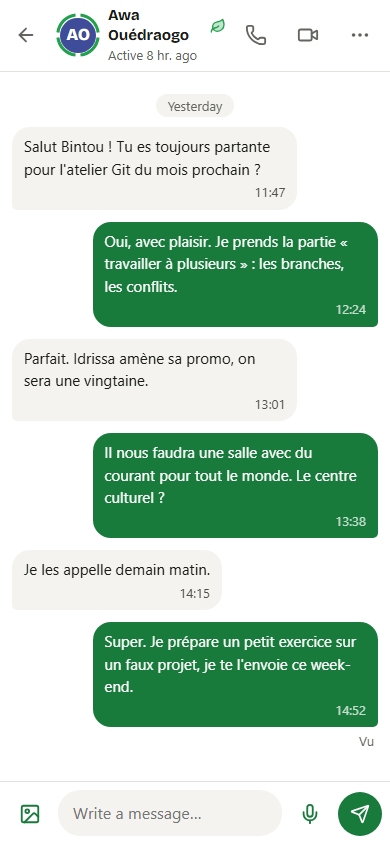 Awa
Ouédraogo
AO
Active 8 hr. ago
Yesterday
Salut Bintou ! Tu es toujours partante
pour l'atelier Git du mois prochain ?
11:47
Oui, avec plaisir. Je prends la partie «
travailler à plusieurs » : les branches,
les conflits.
12:24
Parfait. Idrissa amène sa promo, on
sera une vingtaine.
13:01
Il nous faudra une salle avec du
courant pour tout le monde. Le centre
culturel ?
13:38
Je les appelle demain matin.
14:15
Super. Je prépare un petit exercice sur
un faux projet, je te l'envoie ce week-
end.
14:52
Vu
Write a message...